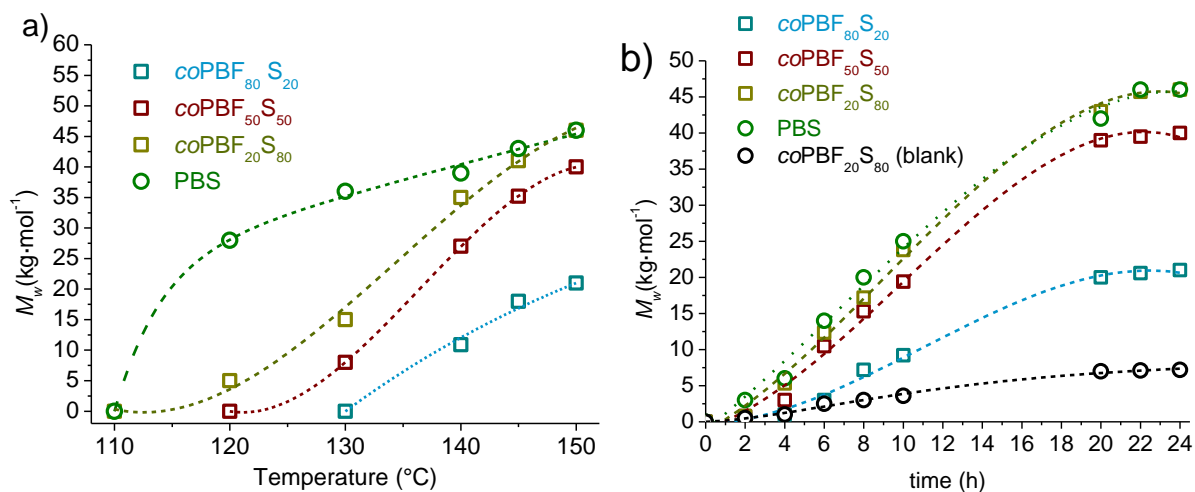 a)
60
55
50
45
40
35
30
25
20
15
10
5
0
M_w(kg·mol⁻¹)
coPBF₈₀ S₂₀
coPBF₅₀S₅₀
coPBF₂₀S₈₀
PBS
110 120 130 140 150
Temperature (°C)
b)
coPBF₈₀S₂₀
coPBF₅₀S₅₀
coPBF₂₀S₈₀
PBS
coPBF₂₀S₈₀ (blank)
50
45
40
35
30
25
20
15
10
5
0
M_w(kg·mol⁻¹)
0 2 4 6 8 10 12 14 16 18 20 22 24
time (h)